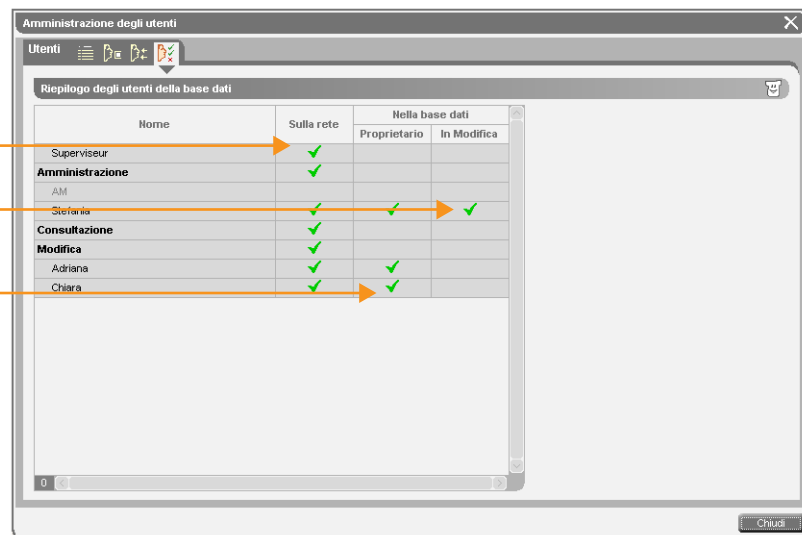 Amministrazione degli utenti
Utenti
Riepilogo degli utenti della base dati
Nome Sulla rete Nella base dati
Proprietario In Modifica
Superviseur
Amministrazione
AM
Stefania
Consultazione
Modifica
Adriana
Chiara
0
Chiudi